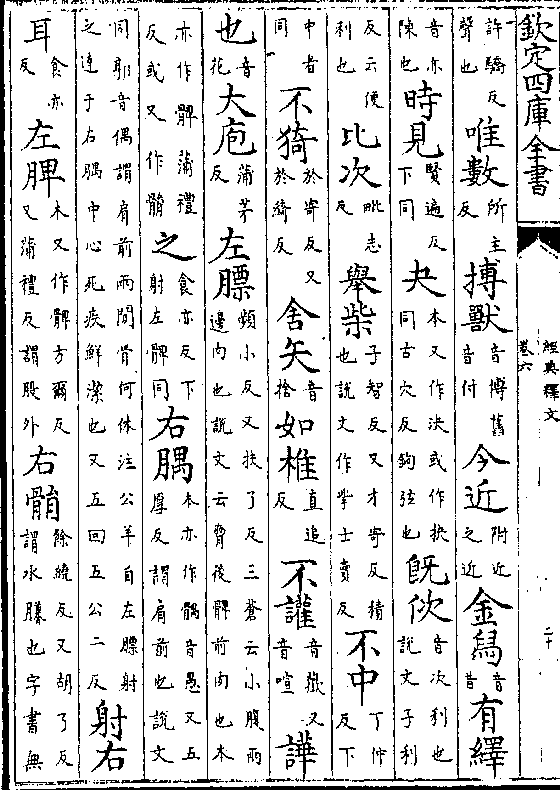 欽定四庫全書
經典釋文
卷六
二十
許驕反聲也唯數所主反搏獸音博舊音付今近附近之近金舄音昔有繹
音亦陳也時見賢遍反下同夬本又作決或作抉同古穴反鉤弦也既佽音次利也說文子利
反云便利也比次毗志反舉柴子智反又才寄反積也說文作㧘士賣反不中丁仲反下
中者同不猗於寄反又於綺反舍矢音捨如椎直追反不讙音歡又音喧譁
音花也大庖蒲茅反左膘頻小反又扶了反三蒼云小腹兩邊肉也說文云脅後髀前肉也本
亦作髀蒲禮反或又作䯚之食亦反下射左髀同右腢本亦作髃音愚又五厚反謂肩前也說文
同郭音偶謂肩前兩間骨何休注公羊自左膘射之達于右腢中心死疾鮮潔也又五回五公二反射右
耳食亦反左脾本又作髀方爾反又蒲禮反謂股外右䯚餘繞反又胡了反謂水膁也字書無